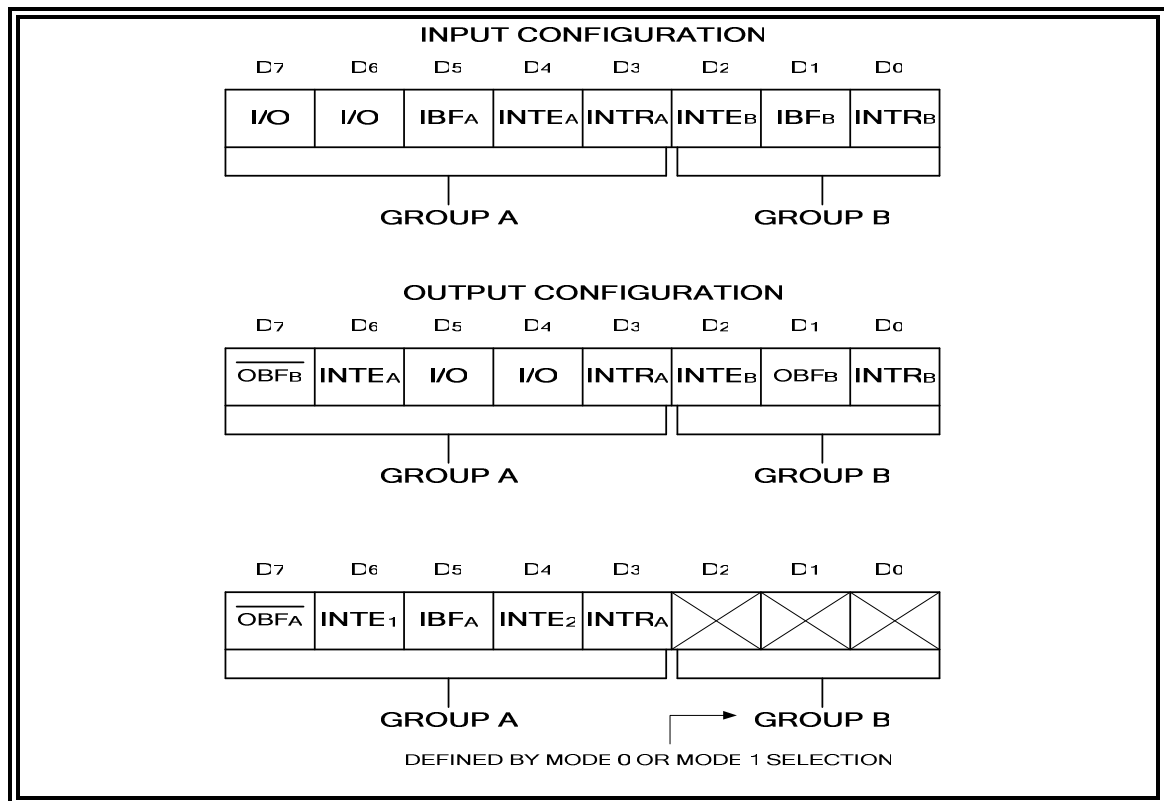 INPUT CONFIGURATION
D7 D6 D5 D4 D3 D2 D1 D0
I/O I/O IBFA INTEA INTRA INTEB IBFB INTRB
GROUP A GROUP B
OUTPUT CONFIGURATION
D7 D6 D5 D4 D3 D2 D1 D0
OBFB INTEA I/O I/O INTRA INTEB OBFB INTRB
GROUP A GROUP B
D7 D6 D5 D4 D3 D2 D1 D0
OBFA INTE1 IBFA INTE2 INTRA
GROUP A GROUP B
DEFINED BY MODE 0 OR MODE 1 SELECTION